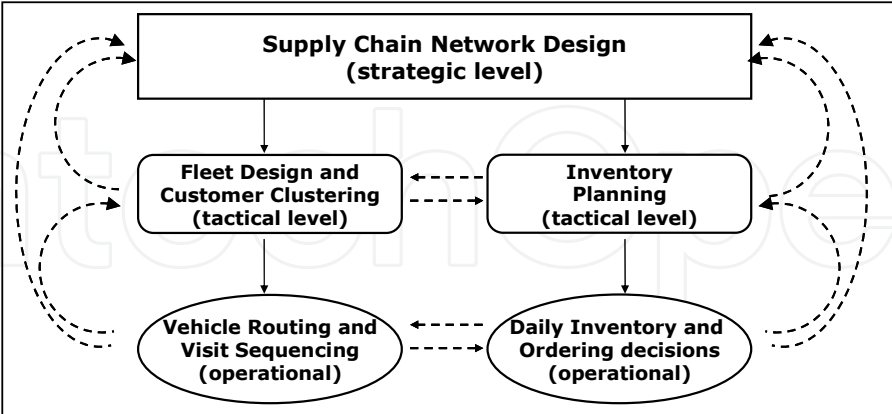 Supply Chain Network Design
(strategic level)
Fleet Design and
Customer Clustering
(tactical level)
Inventory
Planning
(tactical level)
Vehicle Routing and
Visit Sequencing
(operational)
Daily Inventory and
Ordering decisions
(operational)